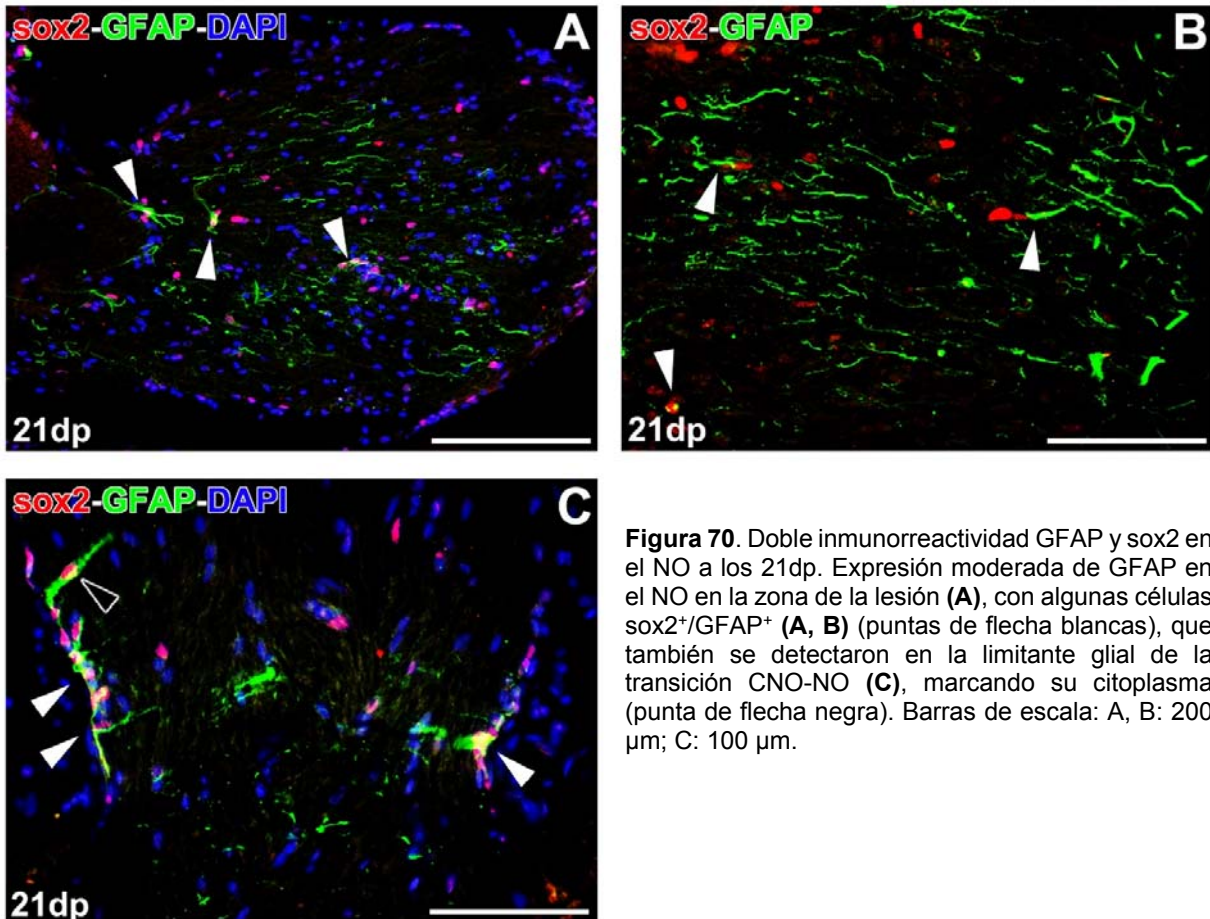 sox2-GFAP-DAPI
A
21dp
sox2-GFAP
B
21dp
sox2-GFAP-DAPI
C
21dp
Figura 70. Doble inmunorreactividad GFAP y sox2 en
el NO a los 21dp. Expresión moderada de GFAP en
el NO en la zona de la lesión (A), con algunas células
sox2⁺/GFAP⁺ (A, B) (puntas de flecha blancas), que
también se detectaron en la limitante glial de la
transición CNO-NO (C), marcando su citoplasma
(punta de flecha negra). Barras de escala: A, B: 200
µm; C: 100 µm.